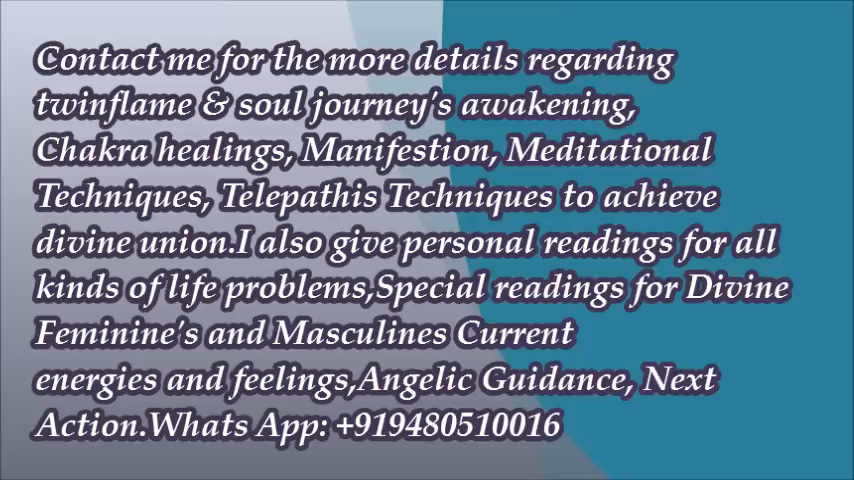 Contact me for the more details regarding
twinflame & soul journey's awakening,
Chakra healings, Manifestion, Meditational
Techniques, Telepathis Techniques to achieve
divine union.I also give personal readings for all
kinds of life problems,Special readings for Divine
Feminine's and Masculines Current
energies and feelings,Angelic Guidance, Next
Action.Whats App: +919480510016